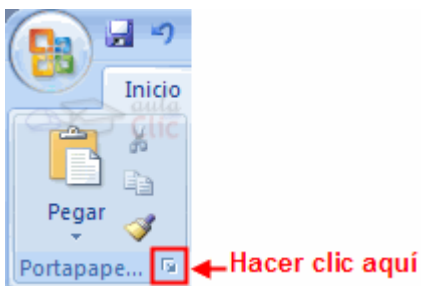 Inicio
aula
Clic
Pegar
Portapape...
Hacer clic aquí